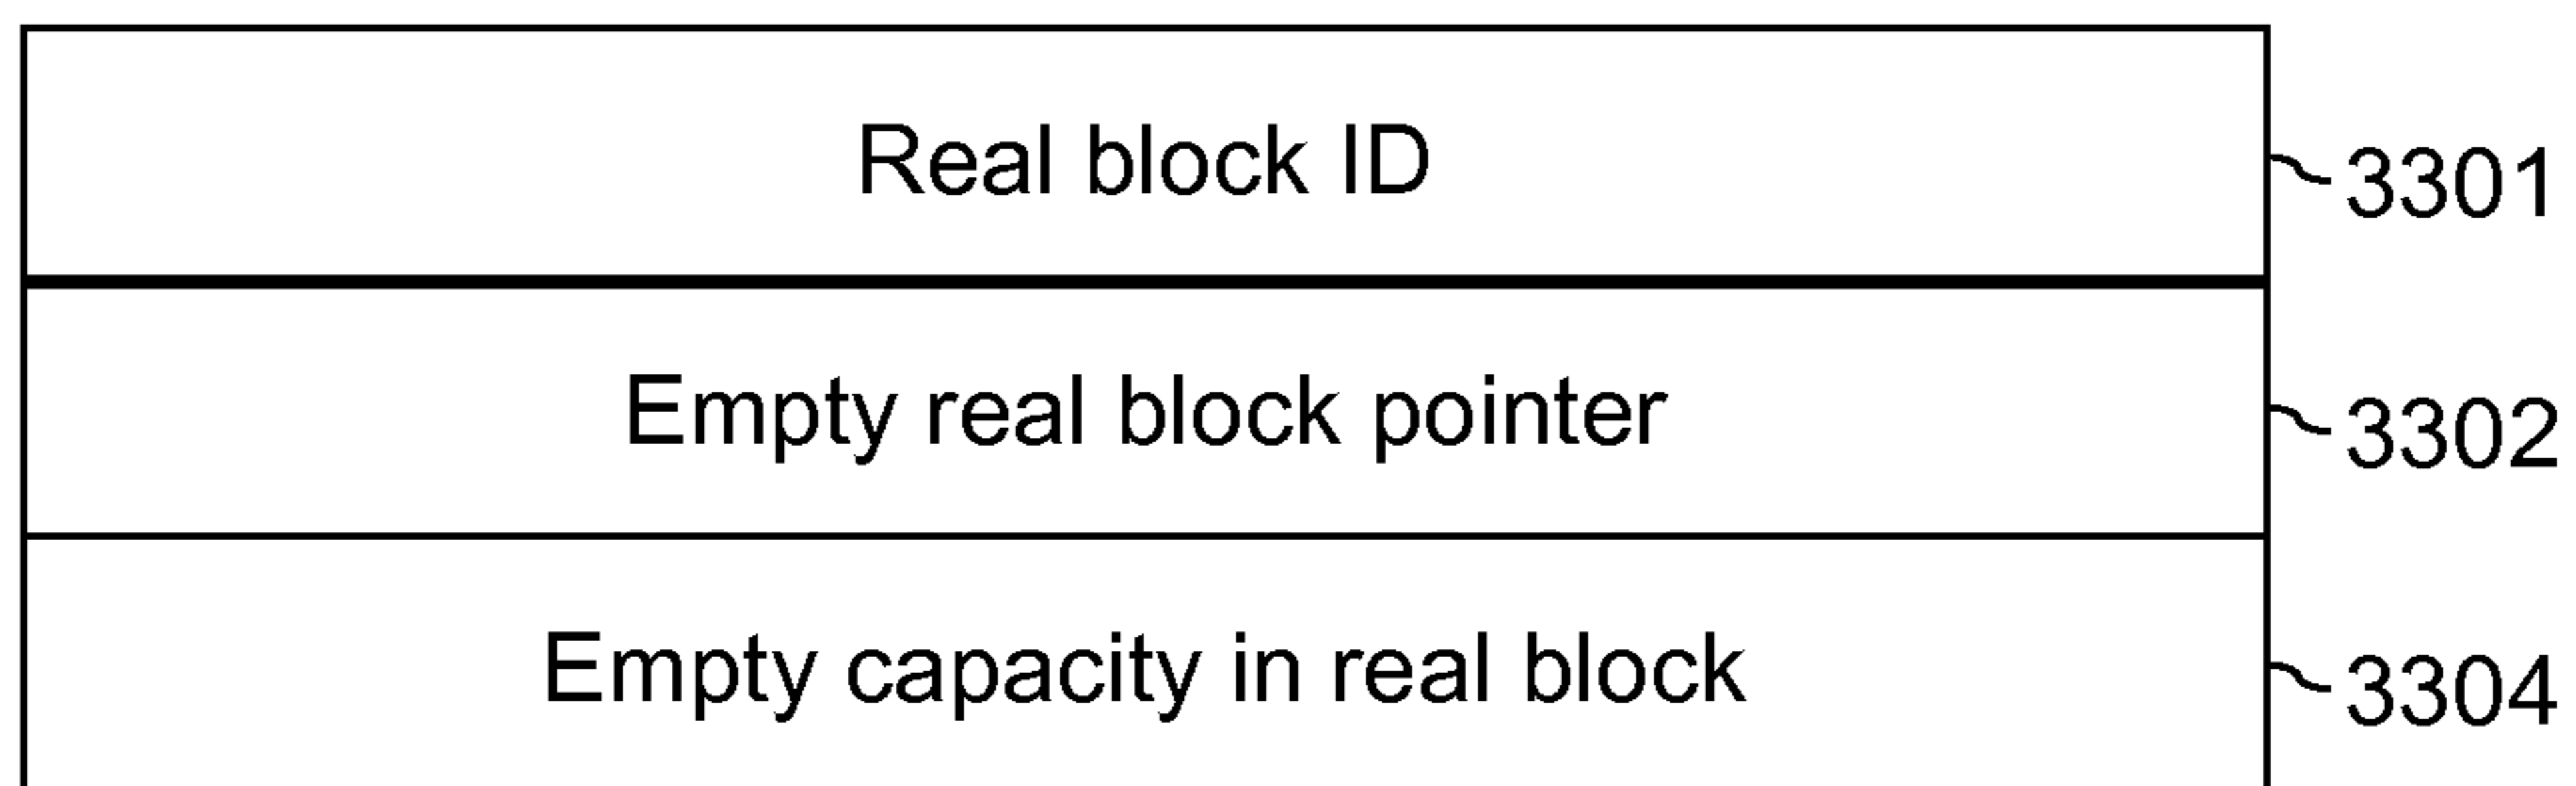 Real block ID 3301
Empty real block pointer 3302
Empty capacity in real block 3304